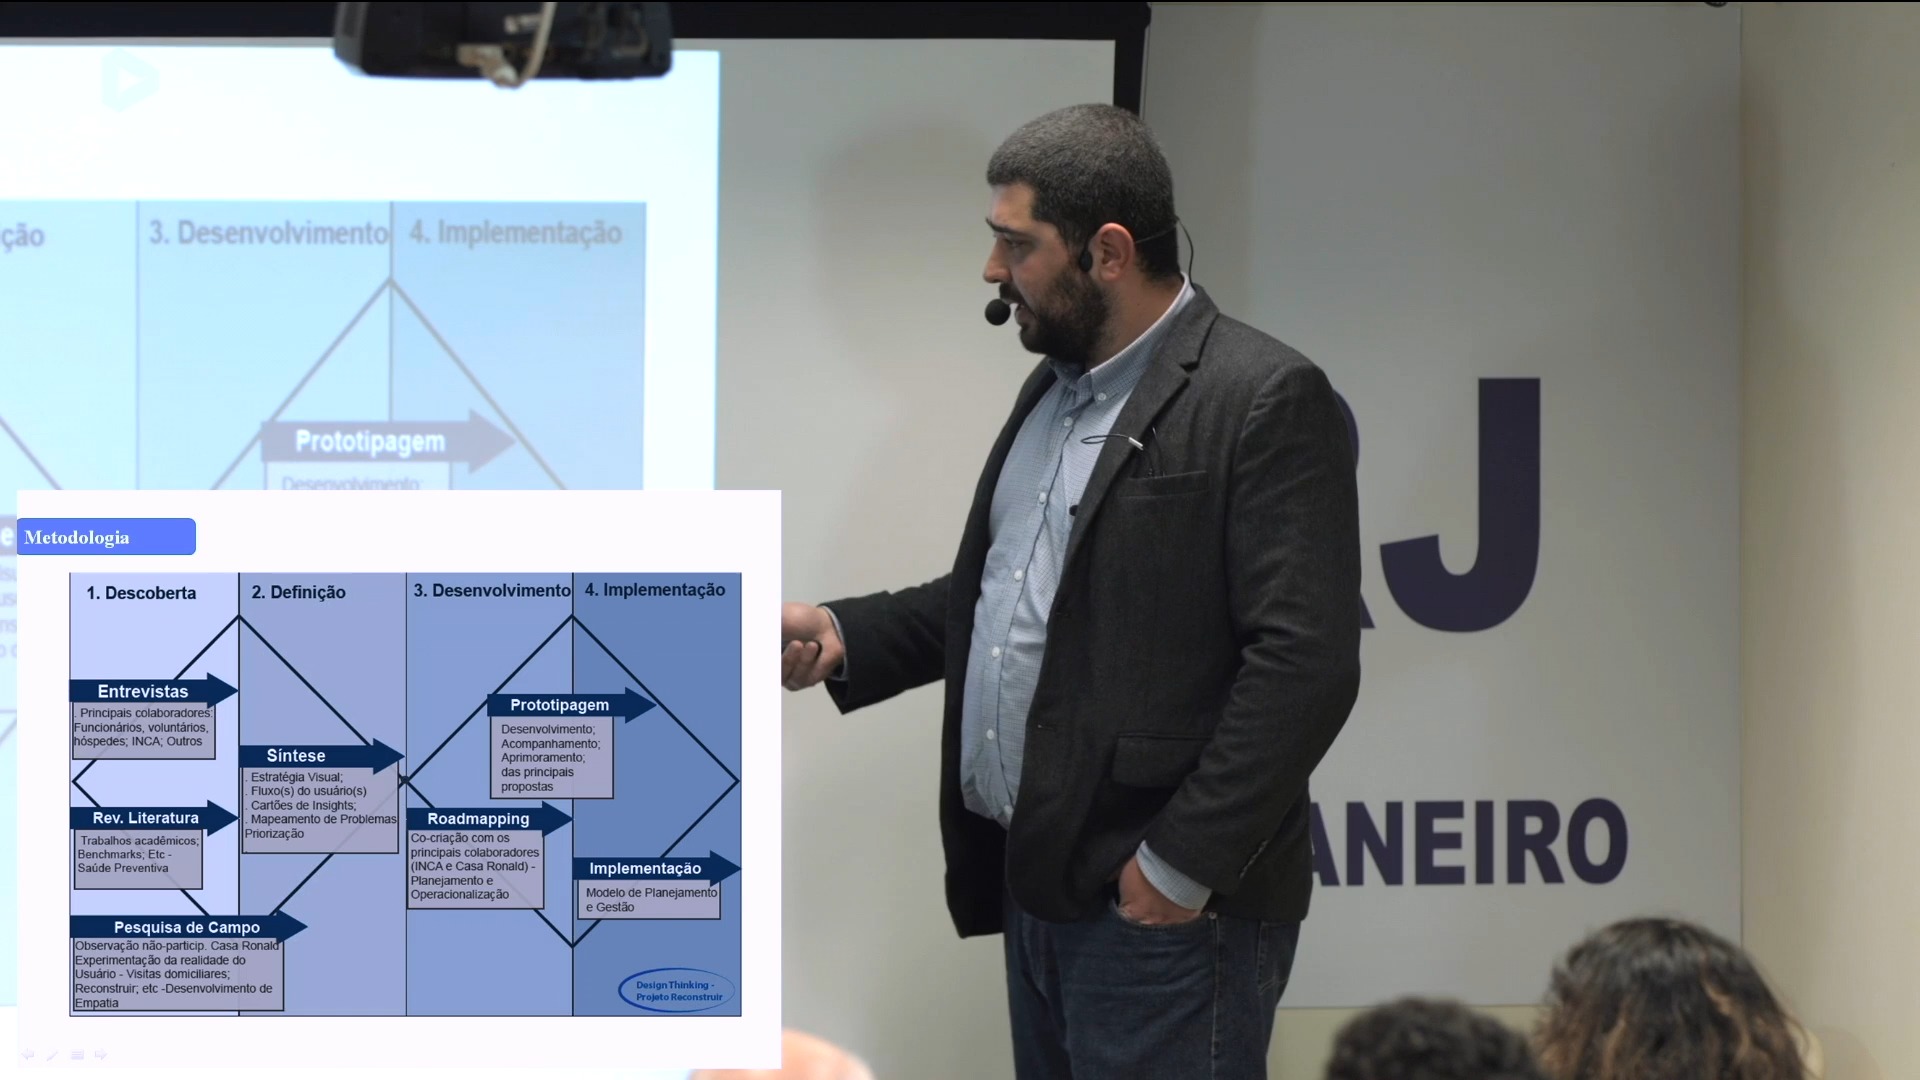 ção
3. Desenvolvimento
4. Implementação
Prototipagem
Desenvolvimento;
Metodologia
1. Descoberta
2. Definição
3. Desenvolvimento
4. Implementação
Entrevistas
. Principais colaboradores:
Funcionários, voluntários,
hóspedes; INCA; Outros
Rev. Literatura
Trabalhos acadêmicos;
Benchmarks; Etc -
Saúde Preventiva
Pesquisa de Campo
Observação não-particip. Casa Ronald
Experimentação da realidade do
Usuário - Visitas domiciliares;
Reconstruir; etc -Desenvolvimento de
Empatia
Síntese
. Estratégia Visual;
. Fluxo(s) do usuário(s)
. Cartões de Insights;
. Mapeamento de Problemas
Priorização
Prototipagem
Desenvolvimento;
Acompanhamento;
Aprimoramento;
das principais
propostas
Roadmapping
Co-criação com os
principais colaboradores
(INCA e Casa Ronald) -
Planejamento e
Operacionalização
Implementação
Modelo de Planejamento
e Gestão
Design Thinking -
Projeto Reconstruir
RJ
ANEIRO